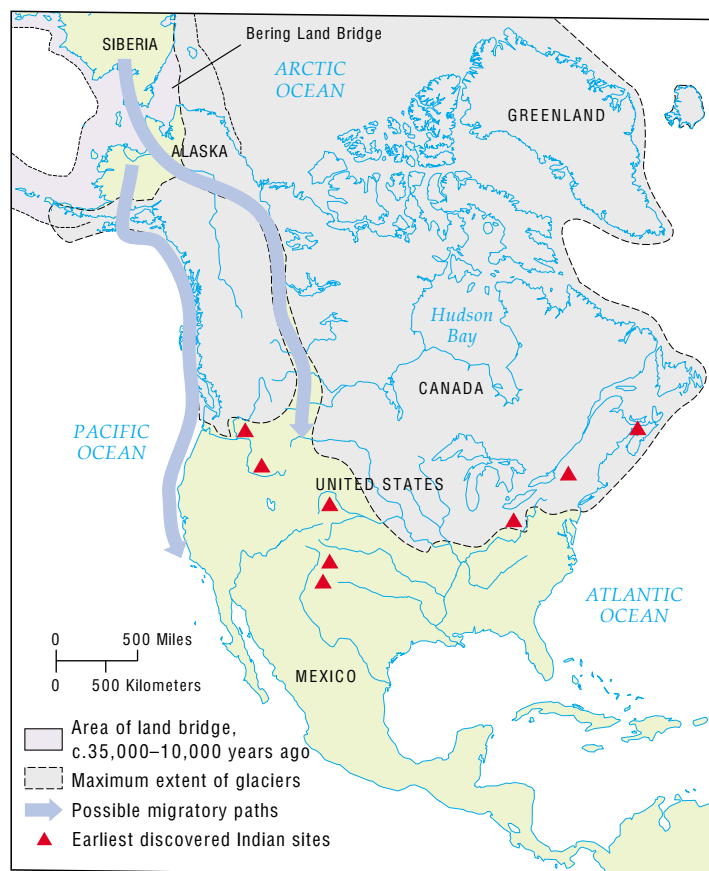 SIBERIA
Bering Land Bridge
ARCTIC
OCEAN
GREENLAND
ALASKA
Hudson
Bay
CANADA
PACIFIC
OCEAN
UNITED STATES
ATLANTIC
OCEAN
MEXICO
0 500 Miles
0 500 Kilometers
Area of land bridge,
c.35,000–10,000 years ago
Maximum extent of glaciers
Possible migratory paths
Earliest discovered Indian sites